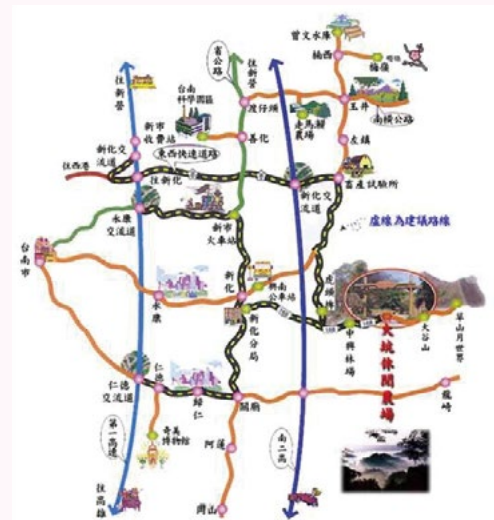 曾文水庫
楠西
梅嶺
往新營
省公路
往新營
台南
科學園區
渡仔頭
玉井
南橫公路
走馬瀨
農場
新市
收費站
善化
左鎮
新化交
流道
東西快速道路
往西港
往新化
新化交
流道
畜產試驗所
永康
交流道
新市
火車站
虛線為建議路線
台南市
新化
興南
公車站
虎頭埤
永康
新化
分局
中興林場
大坑休閒農場
大谷山
草山月世界
仁德
交流道
仁德
歸仁
關廟
龍崎
第一高速
奇美
博物館
阿蓮
南二高
往高雄
岡山